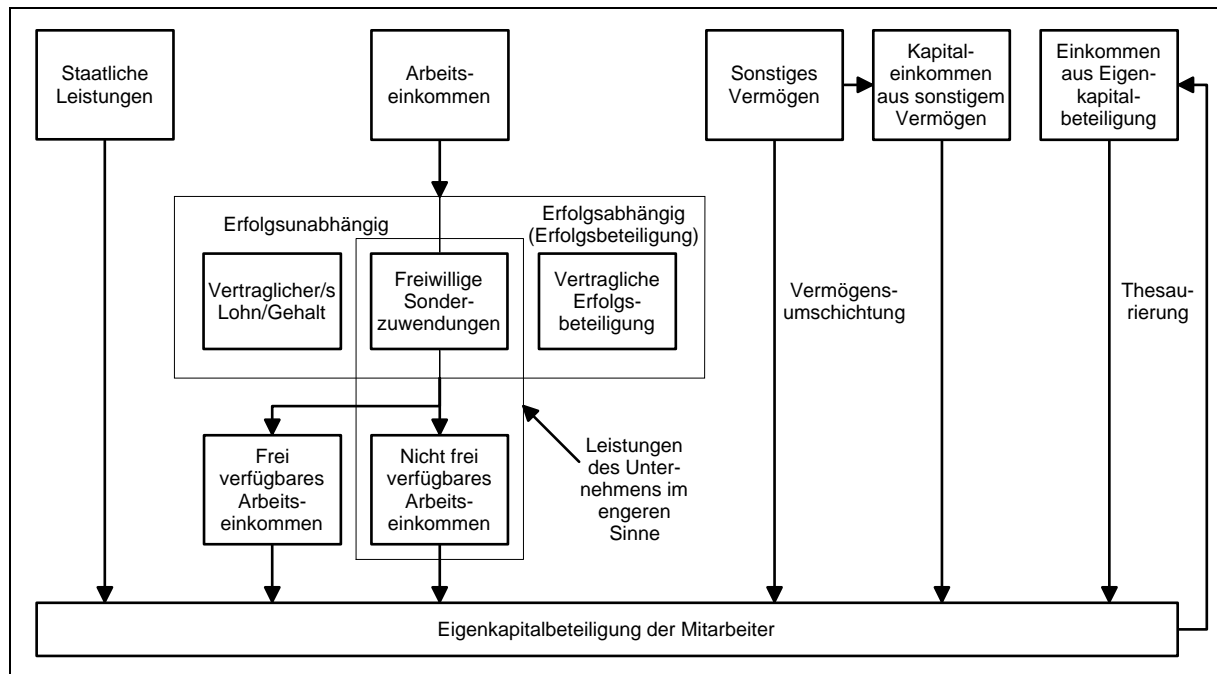 Staatliche
Leistungen
Arbeits-
einkommen
Sonstiges
Vermögen
Kapital-
einkommen
aus sonstigem
Vermögen
Einkommen
aus Eigen-
kapital-
beteiligung
Erfolgsunabhängig
Erfolgsabhängig
(Erfolgsbeteiligung)
Vertraglicher/s
Lohn/Gehalt
Freiwillige
Sonder-
zuwendungen
Vertragliche
Erfolgs-
beteiligung
Vermögens-
umschichtung
Thesau-
rierung
Frei
verfügbares
Arbeits-
einkommen
Nicht frei
verfügbares
Arbeits-
einkommen
Leistungen
des Unter-
nehmens im
engeren
Sinne
Eigenkapitalbeteiligung der Mitarbeiter